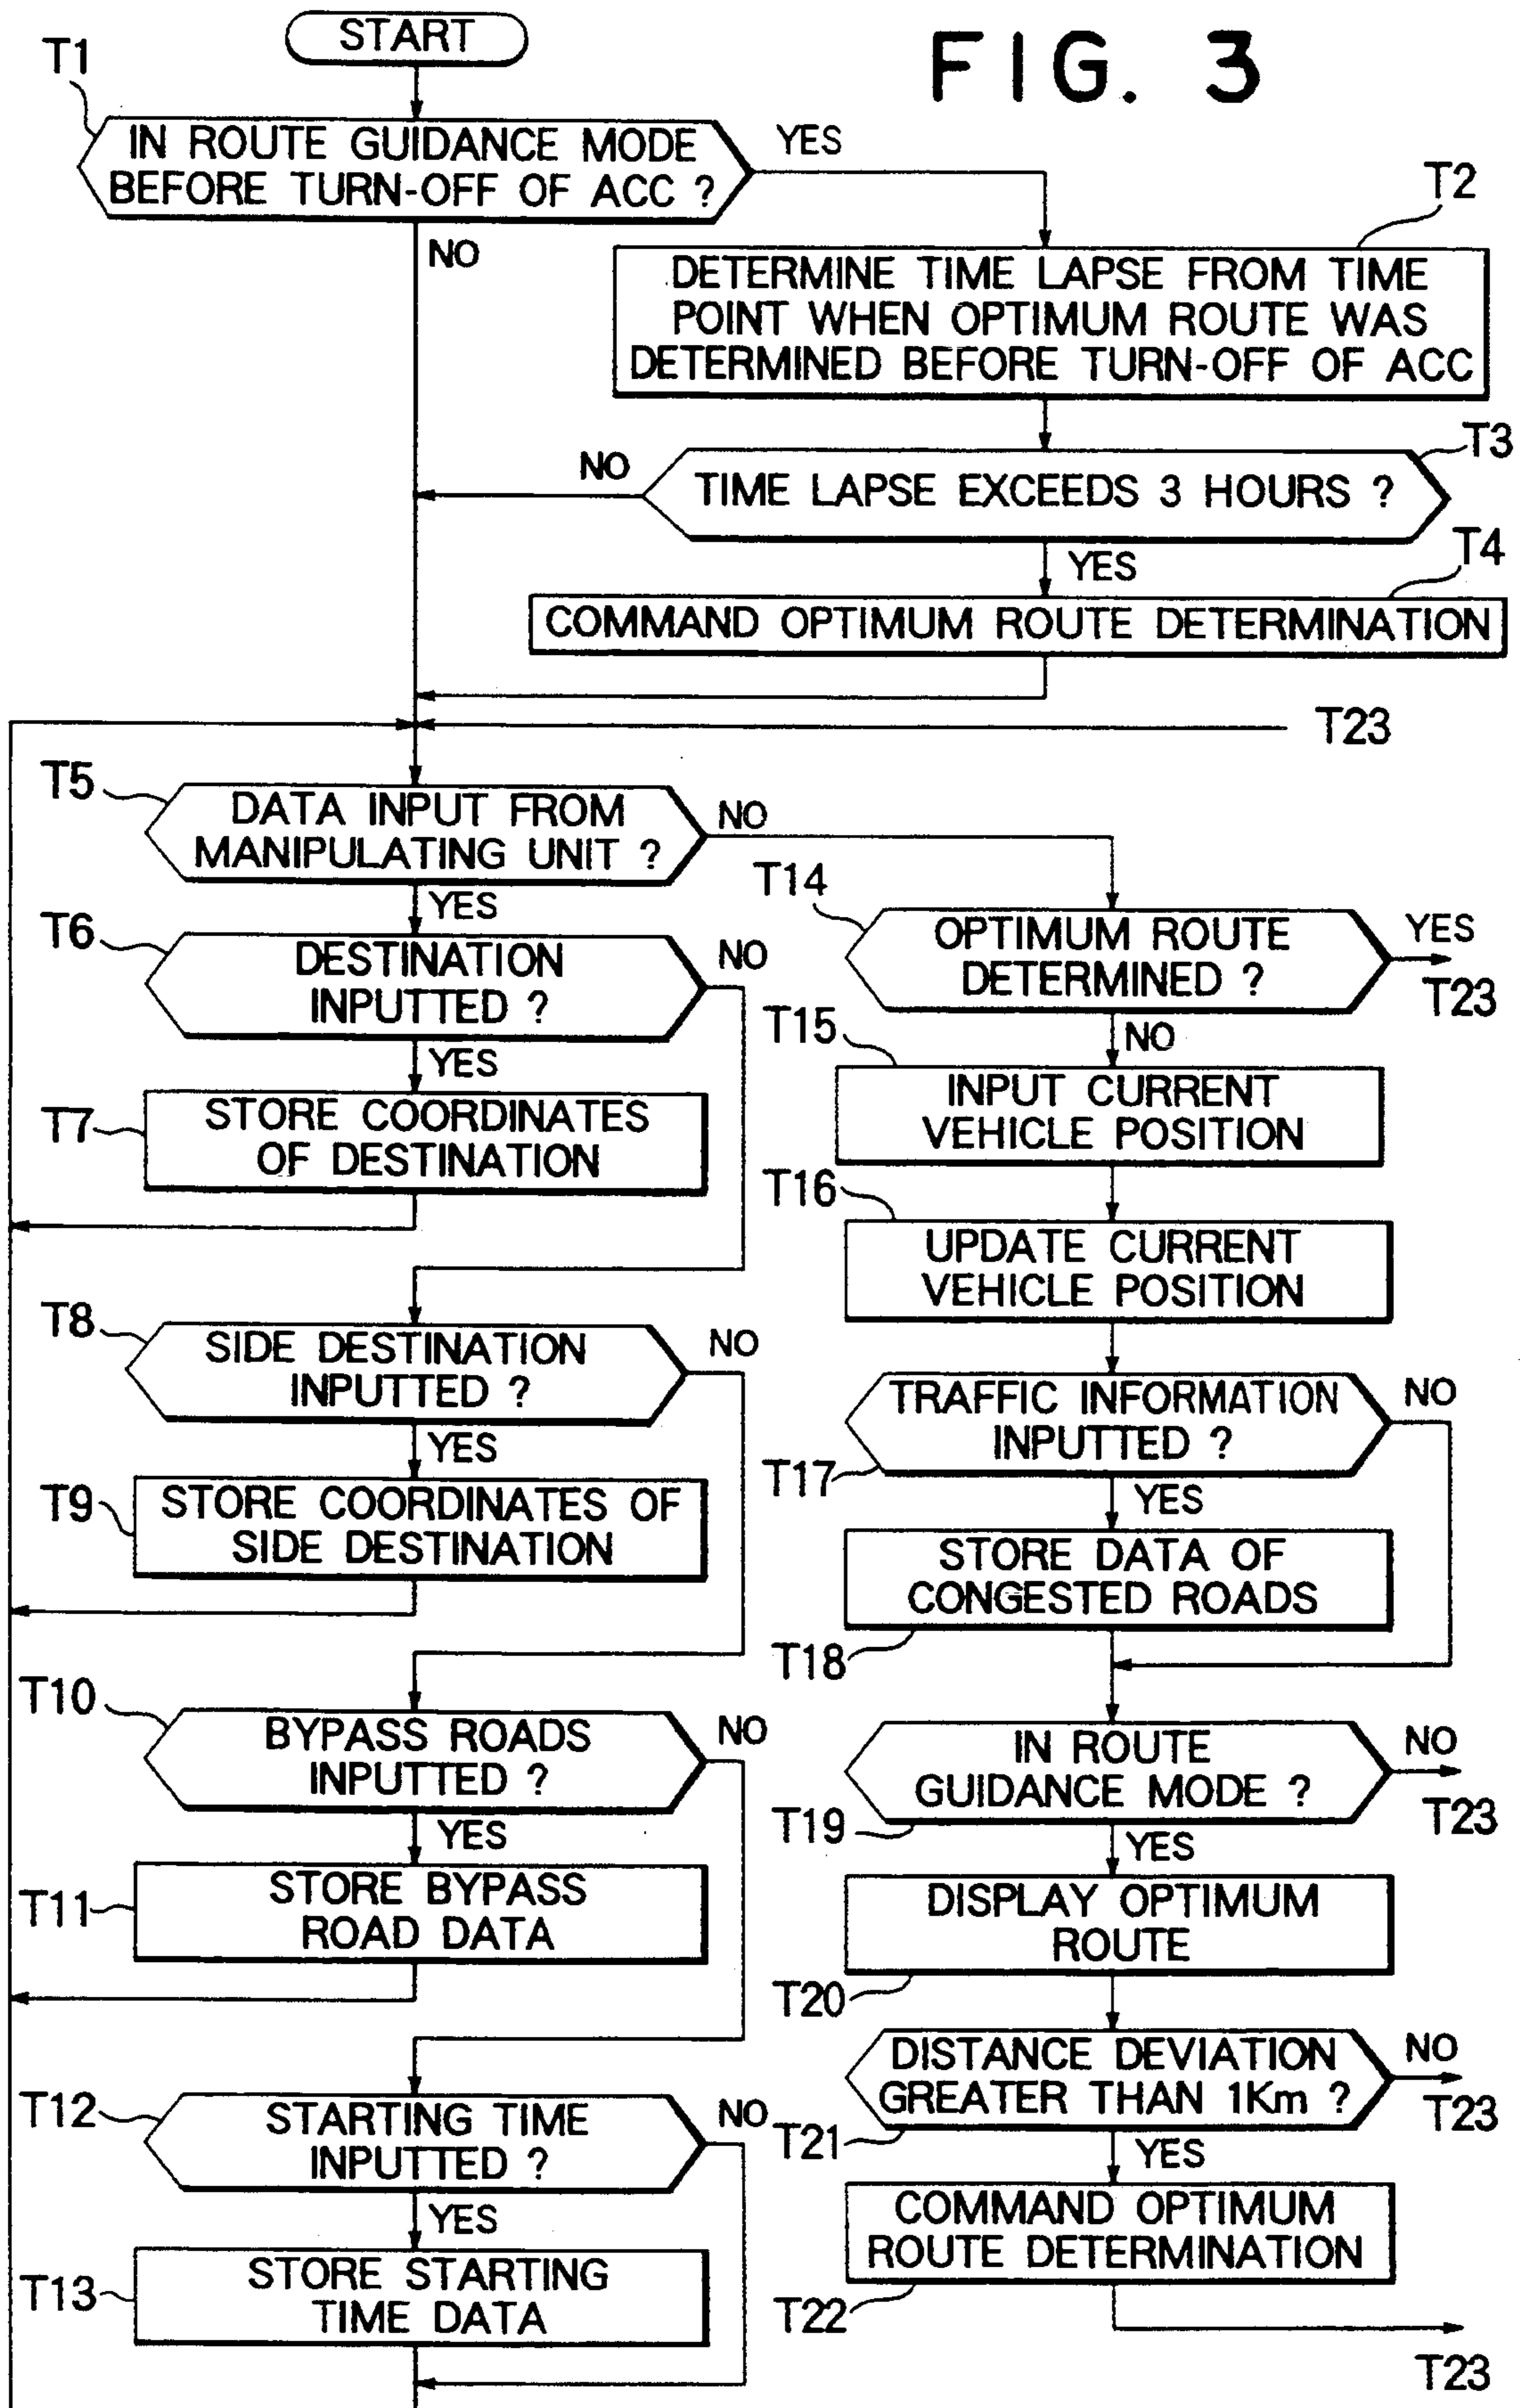 FIG. 3
START
T1
IN ROUTE GUIDANCE MODE
BEFORE TURN-OFF OF ACC ?
YES
NO
T2
DETERMINE TIME LAPSE FROM TIME
POINT WHEN OPTIMUM ROUTE WAS
DETERMINED BEFORE TURN-OFF OF ACC
T3
NO
TIME LAPSE EXCEEDS 3 HOURS ?
YES
T4
COMMAND OPTIMUM ROUTE DETERMINATION
T23
T5
DATA INPUT FROM
MANIPULATING UNIT ?
NO
YES
T6
DESTINATION
INPUTTED ?
NO
YES
T7
STORE COORDINATES
OF DESTINATION
T8
SIDE DESTINATION
INPUTTED ?
NO
YES
T9
STORE COORDINATES OF
SIDE DESTINATION
T10
BYPASS ROADS
INPUTTED ?
NO
YES
T11
STORE BYPASS
ROAD DATA
T12
STARTING TIME
INPUTTED ?
NO
YES
T13
STORE STARTING
TIME DATA
T14
OPTIMUM ROUTE
DETERMINED ?
YES
T23
NO
T15
INPUT CURRENT
VEHICLE POSITION
T16
UPDATE CURRENT
VEHICLE POSITION
TRAFFIC INFORMATION
INPUTTED ?
NO
T17
YES
STORE DATA OF
CONGESTED ROADS
T18
IN ROUTE
GUIDANCE MODE ?
NO
T23
T19
YES
DISPLAY OPTIMUM
ROUTE
T20
DISTANCE DEVIATION
GREATER THAN 1Km ?
NO
T23
T21
YES
COMMAND OPTIMUM
ROUTE DETERMINATION
T22
T23